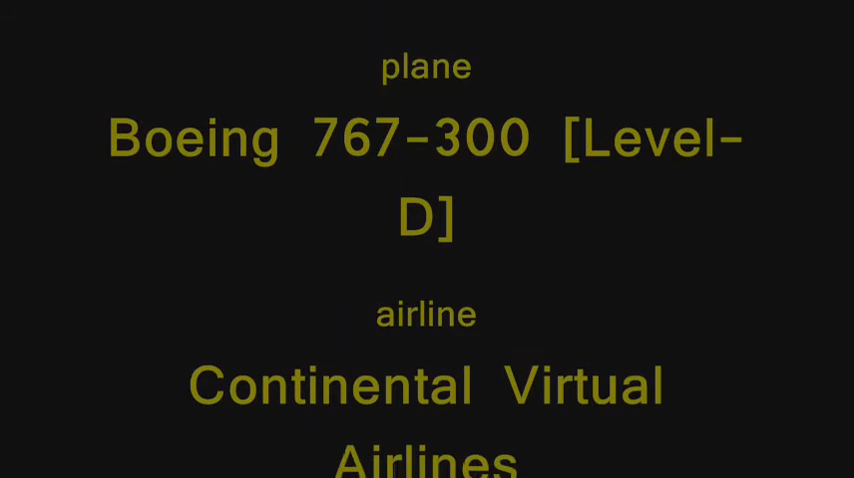 plane
Boeing 767-300 [Level-
D]
airline
Continental Virtual
Airlines